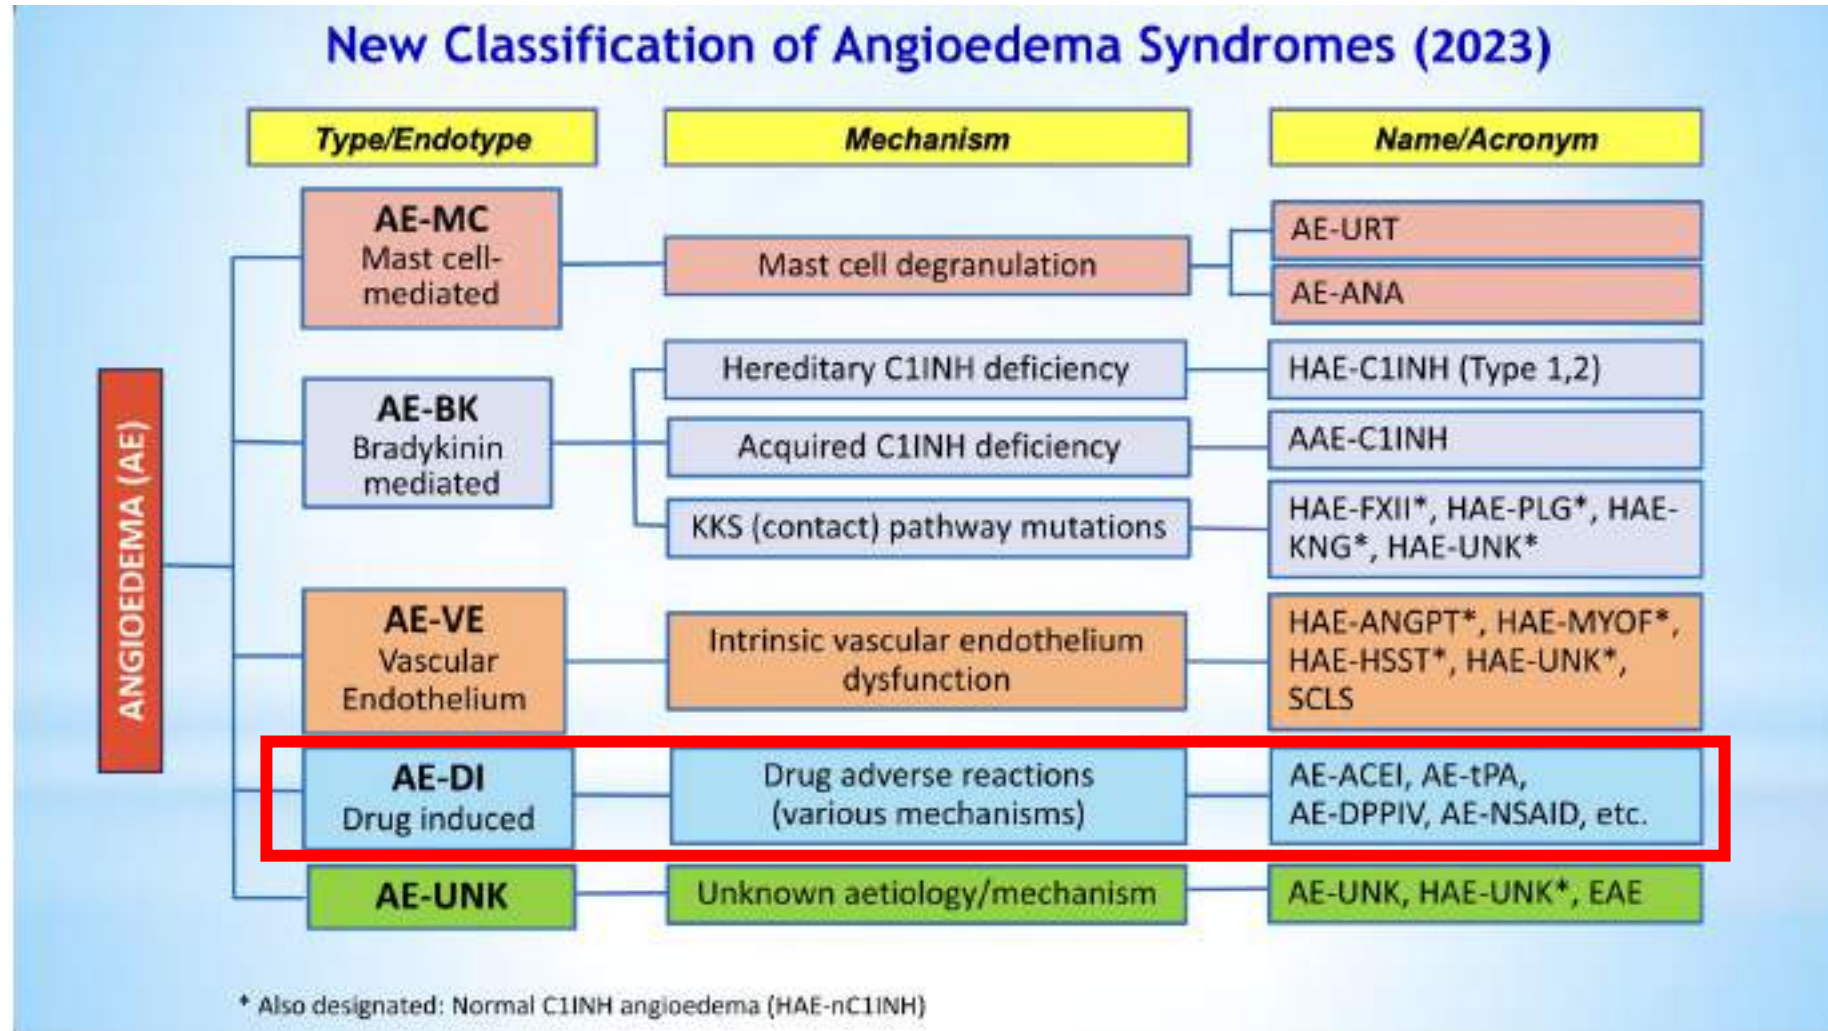 New Classification of Angioedema Syndromes (2023)
Type/Endotype
Mechanism
Name/Acronym
ANGIOEDEMA (AE)
AE-MC
Mast cell-
mediated
Mast cell degranulation
AE-URT
AE-ANA
AE-BK
Bradykinin
mediated
Hereditary C1INH deficiency
HAE-C1INH (Type 1,2)
Acquired C1INH deficiency
AAE-C1INH
KKS (contact) pathway mutations
HAE-FXII*, HAE-PLG*, HAE-
KNG*, HAE-UNK*
AE-VE
Vascular
Endothelium
Intrinsic vascular endothelium
dysfunction
HAE-ANGPT*, HAE-MYOF*,
HAE-HSST*, HAE-UNK*,
SCLS
AE-DI
Drug induced
Drug adverse reactions
(various mechanisms)
AE-ACEI, AE-tPA,
AE-DPPIV, AE-NSAID, etc.
AE-UNK
Unknown aetiology/mechanism
AE-UNK, HAE-UNK*, EAE
* Also designated: Normal C1INH angioedema (HAE-nC1INH)